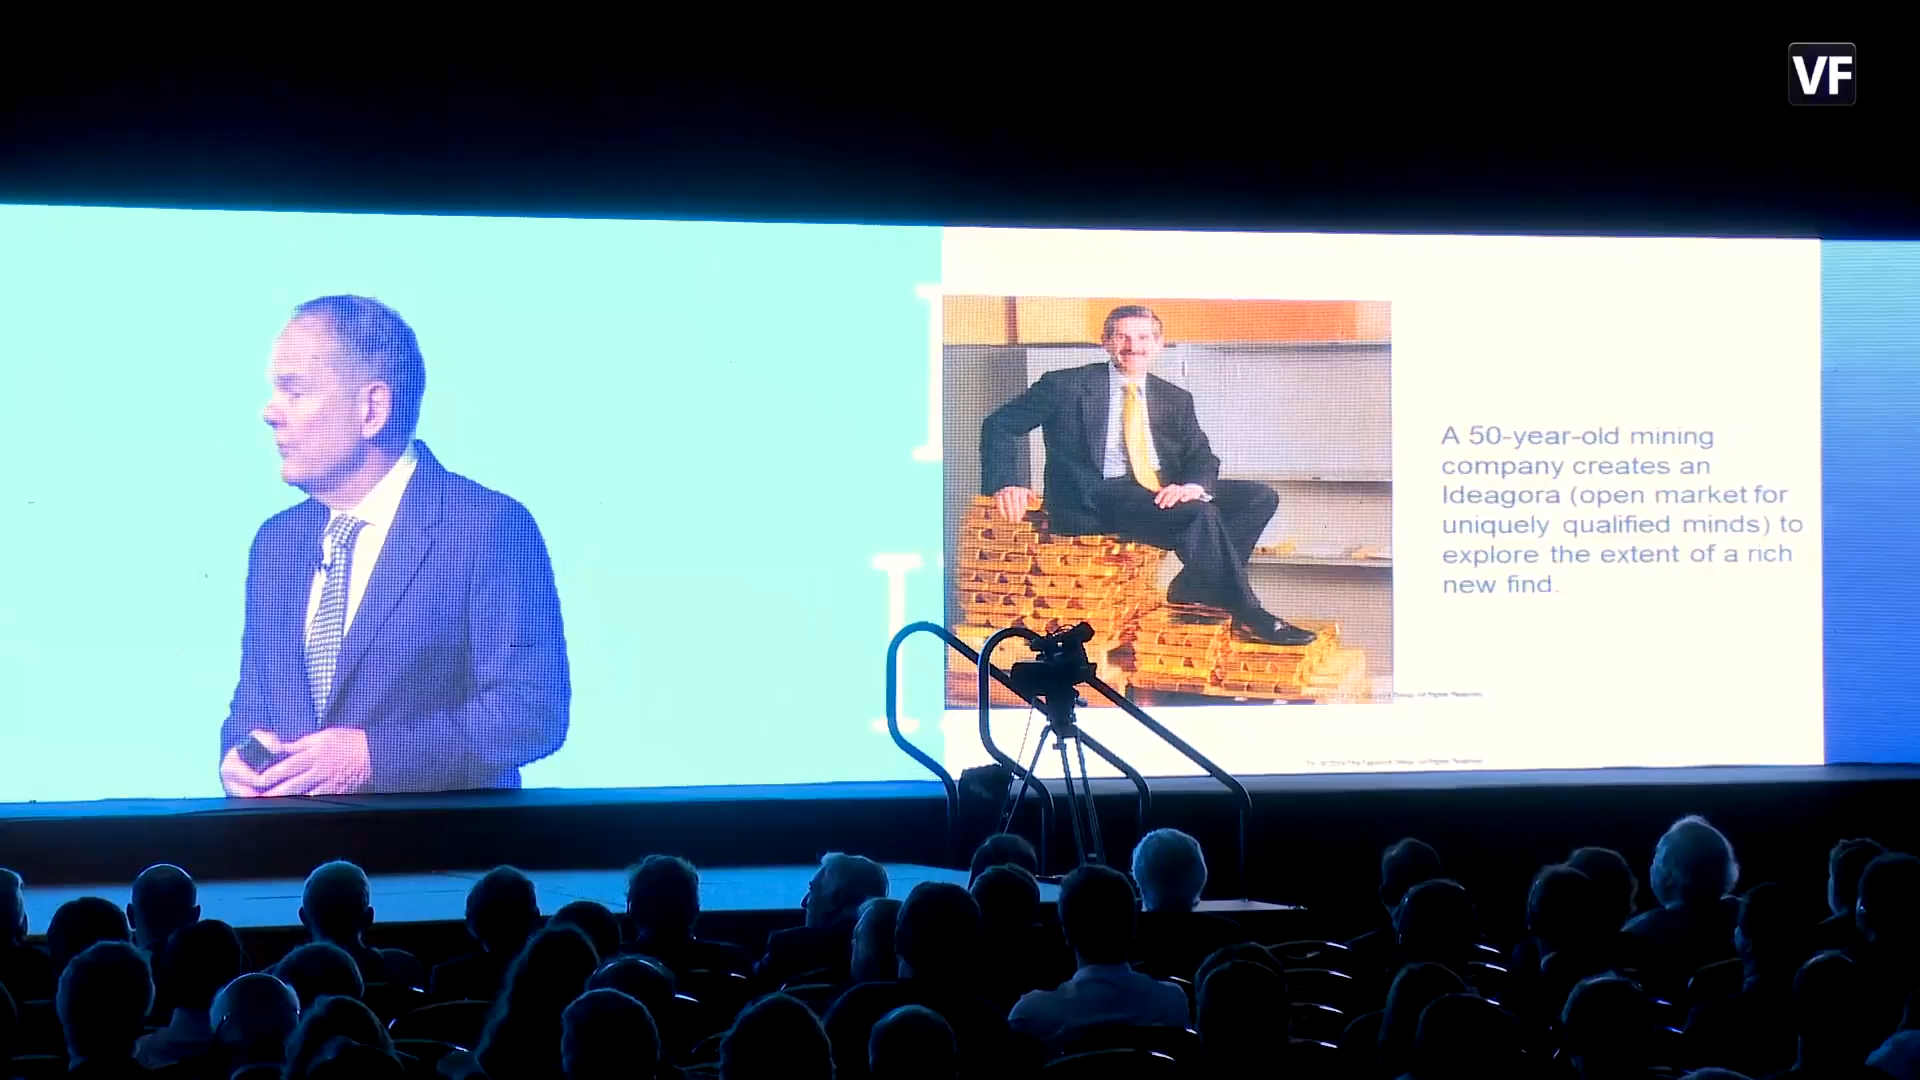 VF
A 50-year-old mining
company creates an
Ideagora (open market for
uniquely qualified minds) to
explore the extent of a rich
new find.